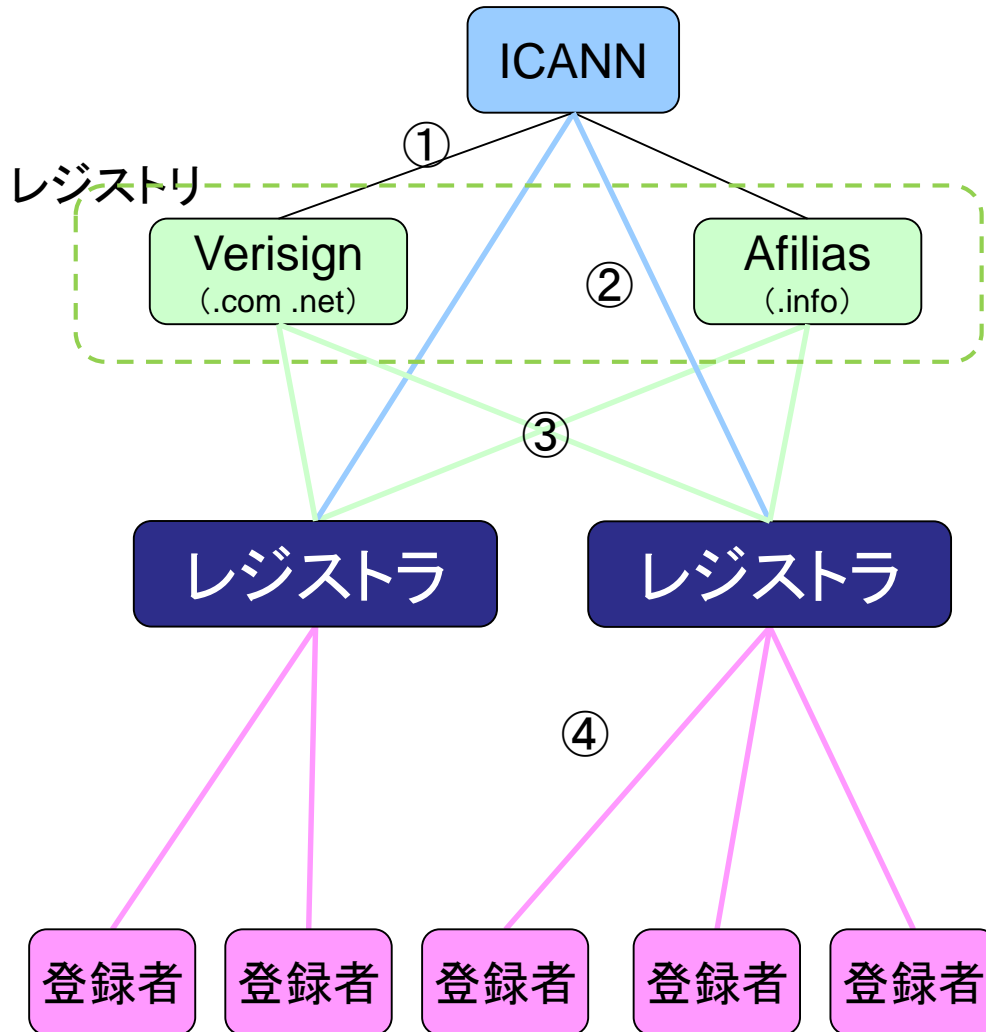 ICANN
①
レジストリ
Verisign
（.com .net）
②
Afilias
（.info）
③
レジストラ
レジストラ
④
登録者
登録者
登録者
登録者
登録者